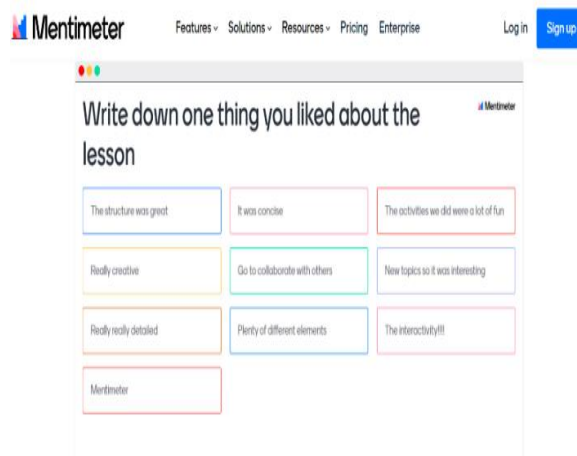 Mentimeter
Features Solutions Resources Pricing Enterprise Log in Sign up
Write down one thing you liked about the
lesson
Mentimeter
The structure was great
It was concise
The activities we did were a lot of fun
Really creative
Go to collaborate with others
New topics so it was interesting
Really really detailed
Plenty of different elements
The interactivity!!!!
Mentimeter